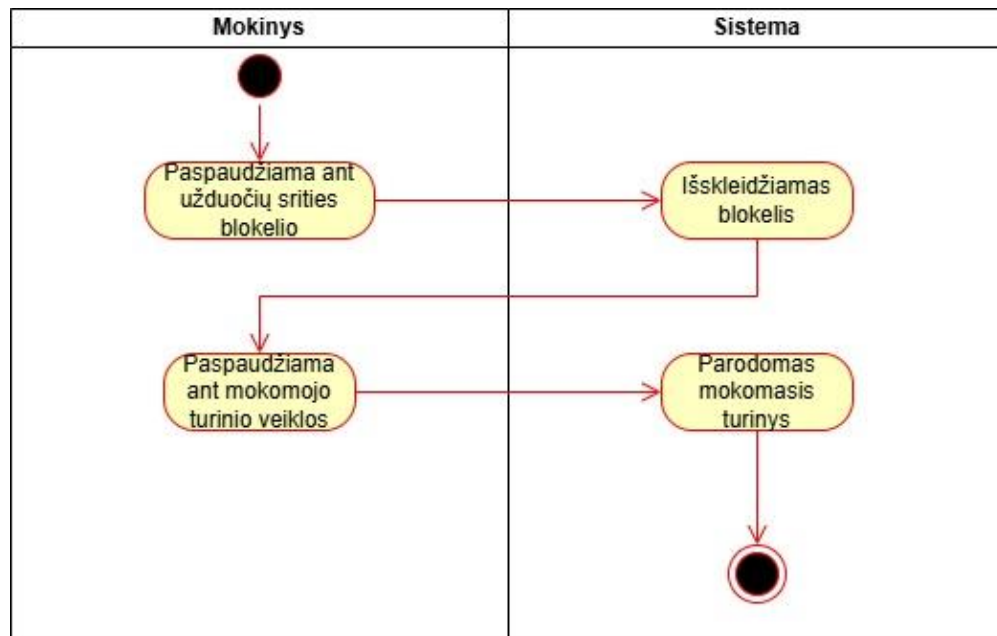 Mokinys
Sistema
Paspaudžiama ant
užduočių srities
blokelio
Išskleidžiamas
blokelis
Paspaudžiama
ant mokomojo
turinio veiklos
Parodomas
mokomasis
turinys